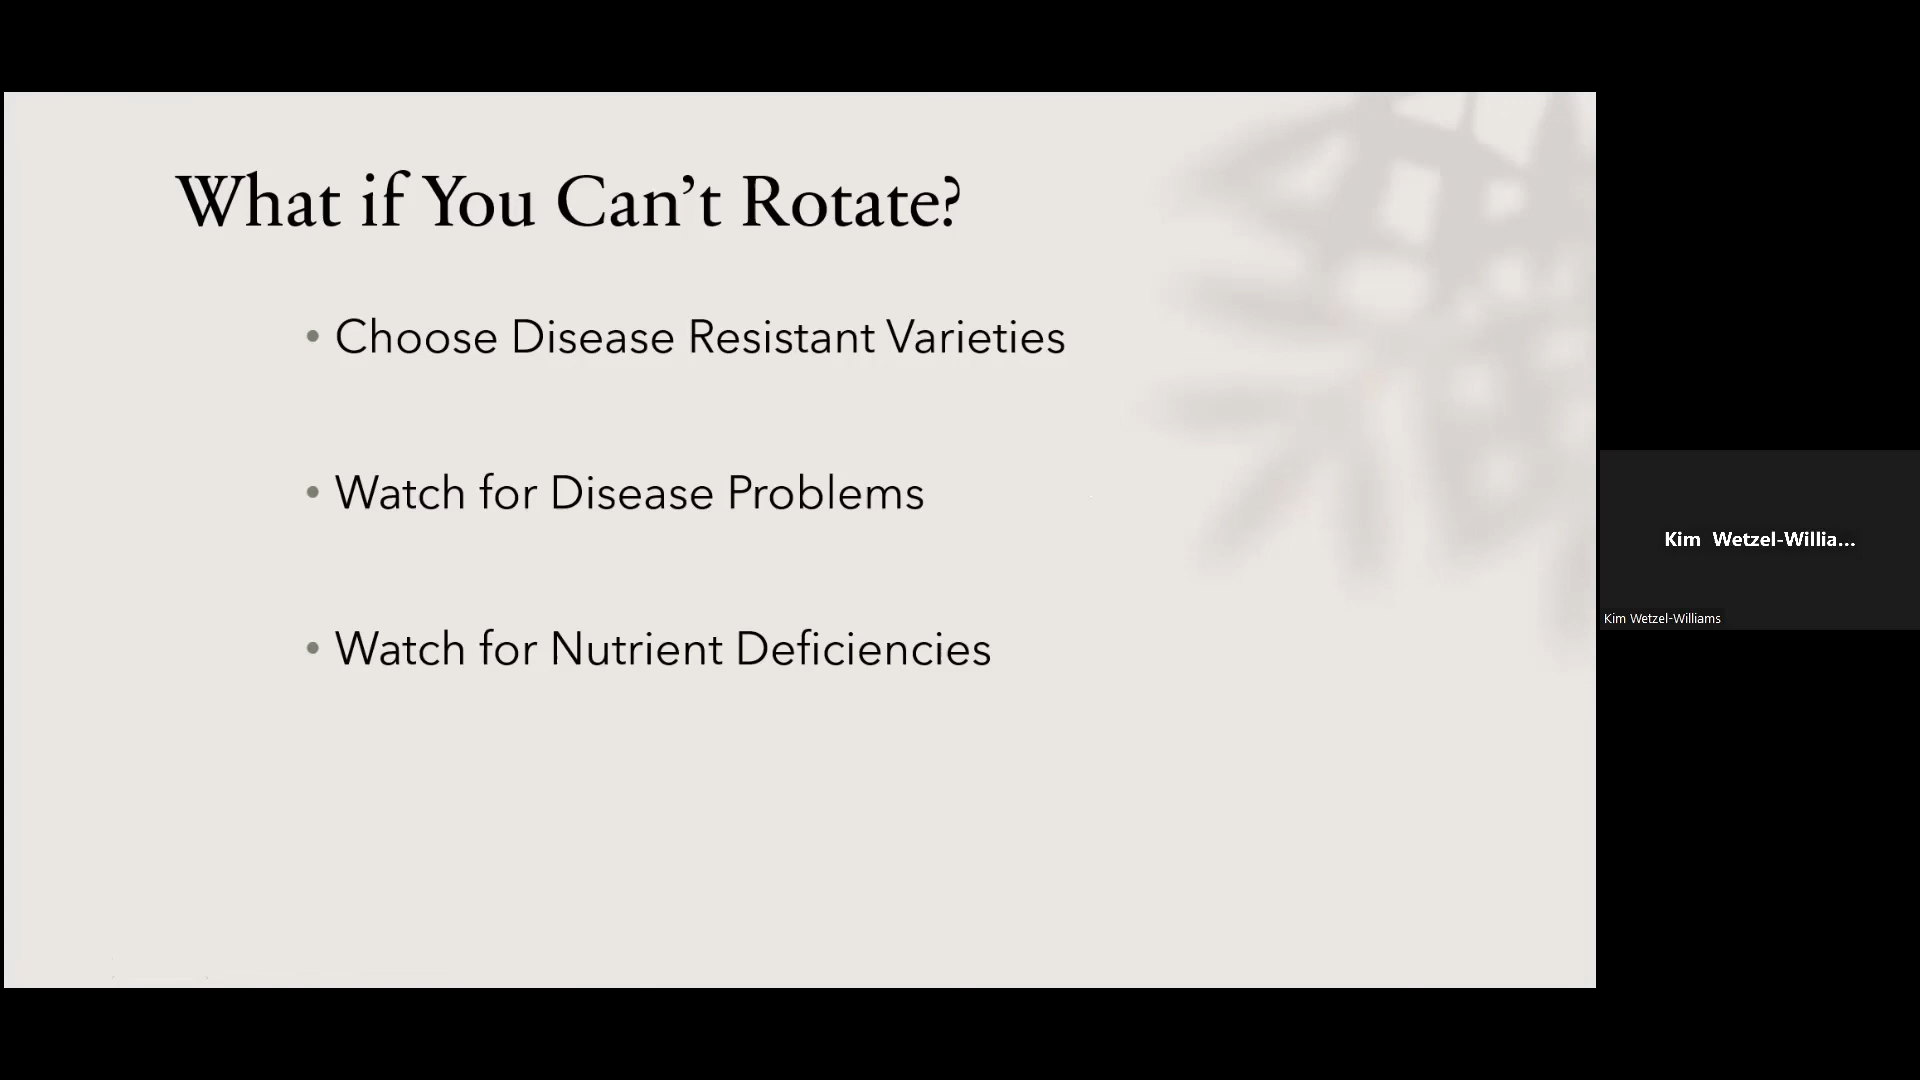 What if You Can’t Rotate?
• Choose Disease Resistant Varieties
• Watch for Disease Problems
• Watch for Nutrient Deficiencies
Kim Wetzel-Willia...
Kim Wetzel-Williams